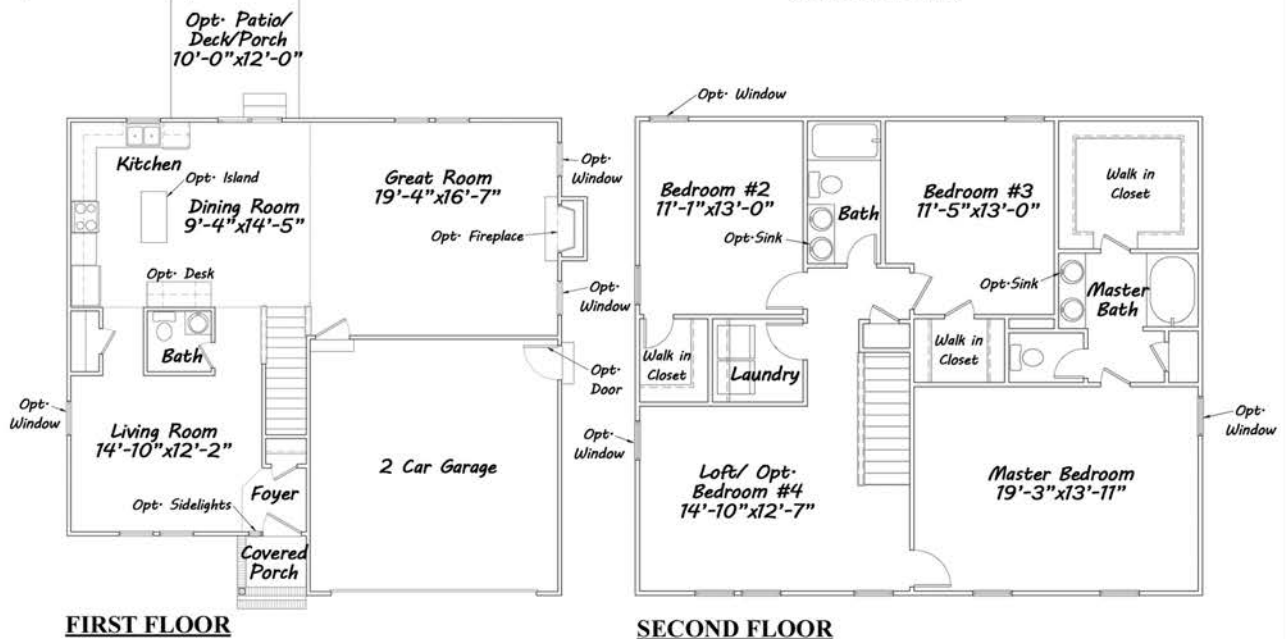 Opt. Patio/
Deck/Porch
10'-0"x12'-0"
Kitchen
Opt. Island
Dining Room
9'-4"x14'-5"
Great Room
19'-4"x16'-7"
Opt.
Window
Opt. Fireplace
Opt. Desk
Opt.
Window
Bath
Opt.
Door
Opt.
Window
Living Room
14'-10"x12'-2"
2 Car Garage
Foyer
Opt. Sidelights
Covered
Porch
FIRST FLOOR
Opt. Window
Bedroom #2
11'-1"x13'-0"
Bath
Opt.Sink
Bedroom #3
11'-5"x13'-0"
Walk in
Closet
Opt.Sink
Master
Bath
Walk in
Closet
Laundry
Walk in
Closet
Opt.
Window
Opt.
Window
Loft/ Opt.
Bedroom #4
14'-10"x12'-7"
Master Bedroom
19'-3"x13'-11"
SECOND FLOOR